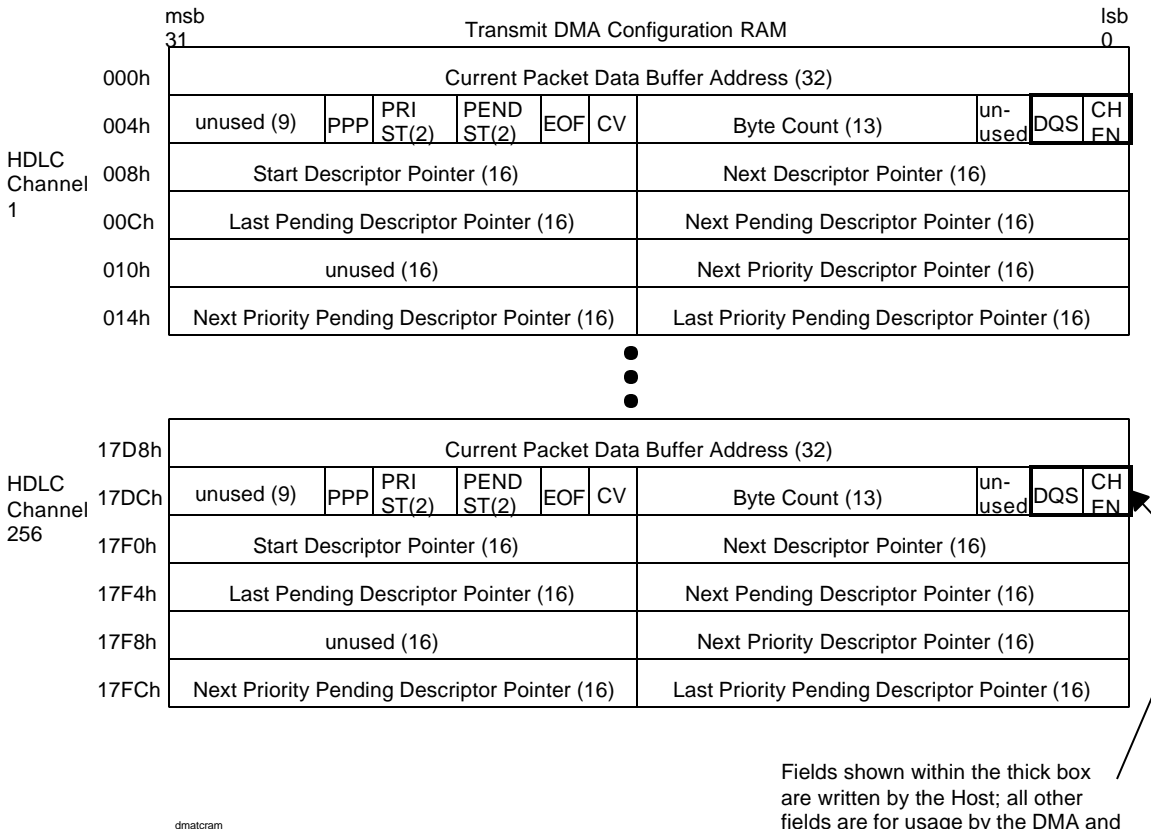 msb
31
Transmit DMA Configuration RAM
lsb
0
HDLC
Channel
1
000h
Current Packet Data Buffer Address (32)
004h
unused (9)
PPP
PRI
ST(2)
PEND
ST(2)
EOF
CV
Byte Count (13)
un-
used
DQS
CH
EN
008h
Start Descriptor Pointer (16)
Next Descriptor Pointer (16)
00Ch
Last Pending Descriptor Pointer (16)
Next Pending Descriptor Pointer (16)
010h
unused (16)
Next Priority Descriptor Pointer (16)
014h
Next Priority Pending Descriptor Pointer (16)
Last Priority Pending Descriptor Pointer (16)
HDLC
Channel
256
17D8h
Current Packet Data Buffer Address (32)
17DCh
unused (9)
PPP
PRI
ST(2)
PEND
ST(2)
EOF
CV
Byte Count (13)
un-
used
DQS
CH
EN
17F0h
Start Descriptor Pointer (16)
Next Descriptor Pointer (16)
17F4h
Last Pending Descriptor Pointer (16)
Next Pending Descriptor Pointer (16)
17F8h
unused (16)
Next Priority Descriptor Pointer (16)
17FCh
Next Priority Pending Descriptor Pointer (16)
Last Priority Pending Descriptor Pointer (16)
Fields shown within the thick box
are written by the Host; all other
fields are for usage by the DMA and
dmatcram